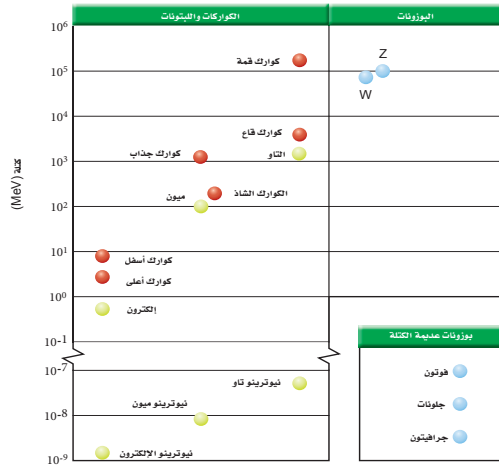 البوزونات
الكواركات واللبتونات
كتلة (MeV)
10⁶
10⁵
10⁴
10³
10²
10¹
10⁰
10⁻¹
10⁻⁷
10⁻⁸
10⁻⁹
كوارك قمة
Z
W
كوارك قاع
التاو
كوارك جذاب
الكوارك الشاذ
ميون
كوارك أسفل
كوارك أعلى
إلكترون
نيوترينو تاو
نيوترينو ميون
نيوترينو الإلكترون
بوزونات عديمة الكتلة
فوتون
جلونات
جرافيتون